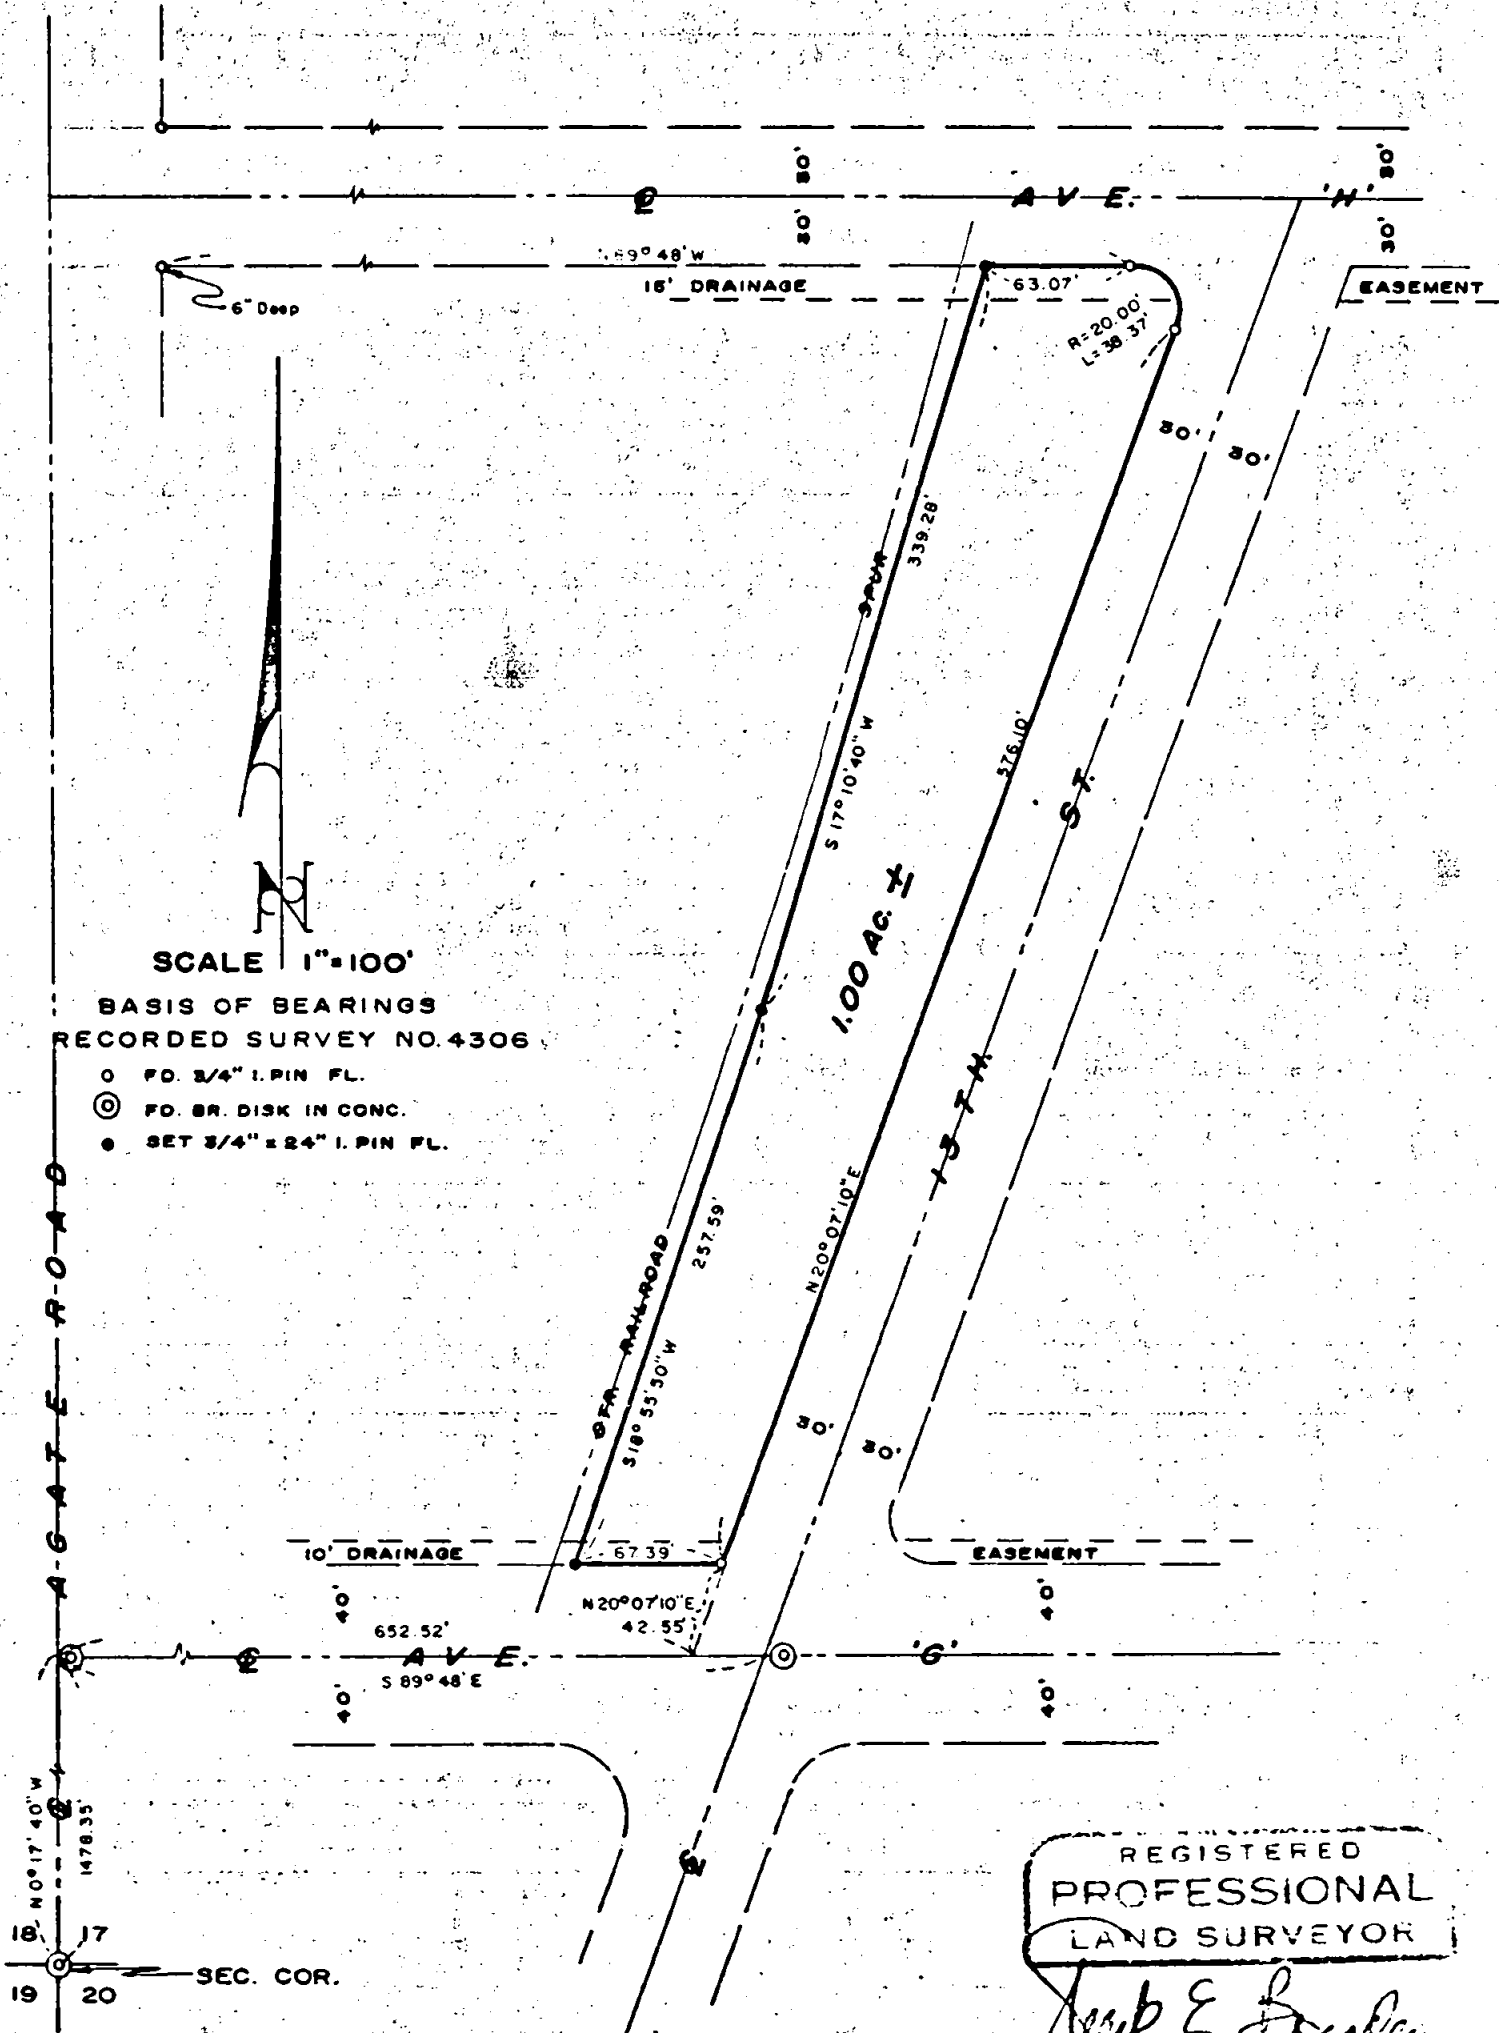 30'
30'
℄ AVE. 'H'
30'
30'
89° 48' W
15' DRAINAGE
63.07'
EASEMENT
6" Deep
R=20.00'
L=38.37'
30'
30'
SPUR
339.28'
S 17° 10' 40" W
576.10'
ST.
1.00 AC. ±
N
SCALE 1"=100'
BASIS OF BEARINGS
RECORDED SURVEY NO. 4306
O FD. 3/4" I. PIN FL.
◎ FD. BR. DISK IN CONC.
● SET 3/4" x 24" I. PIN FL.
13 TH.
AGATE ROAD
257.59'
N 20° 07' 10" E
RAILROAD
S 18° 55' 50" W
30'
30'
10' DRAINAGE
67.39'
EASEMENT
40'
N 20° 07' 10" E
42.55'
40'
652.52'
℄ AVE. 'G'
S 89° 48' E
40'
40'
℄
N 0° 17' 40" W
1478.35'
℄
18 17
19 20
SEC. COR.
REGISTERED
PROFESSIONAL
LAND SURVEYOR